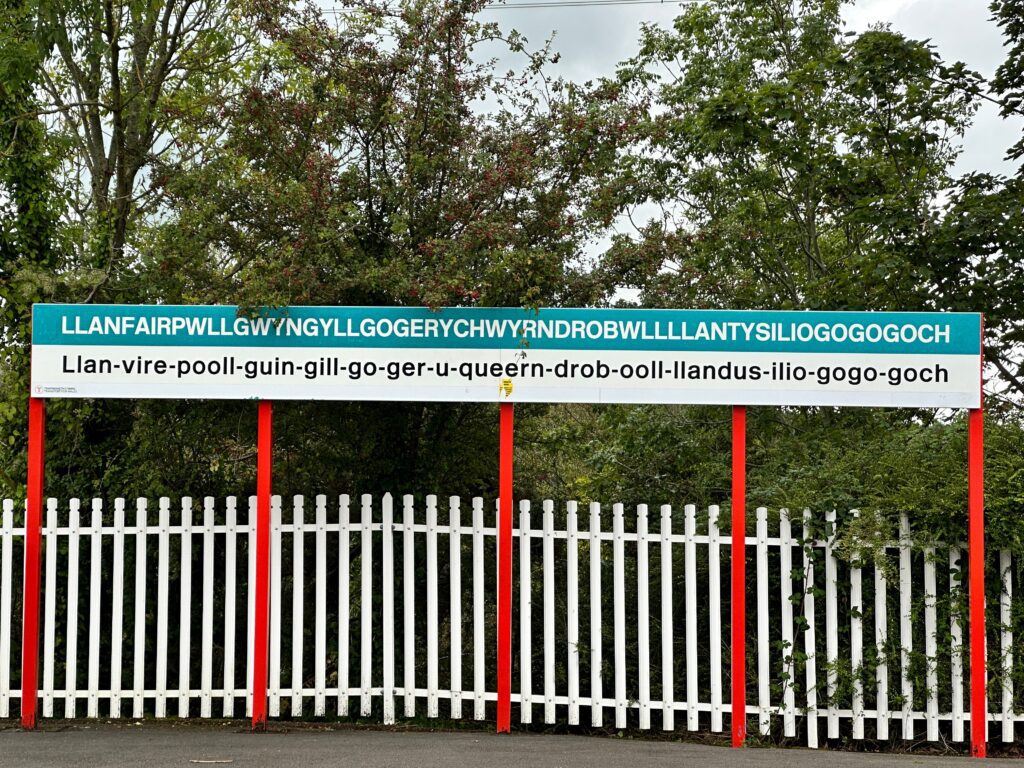 LLANFAIRPWLLGWYNGYLLGOGERYCHWYRNDROBWLLLLANTYSILIOGOGOGOCH
Llan-vire-pooll-guin-gill-go-ger-u-queern-drob-ooll-llandus-ilio-gogo-goch